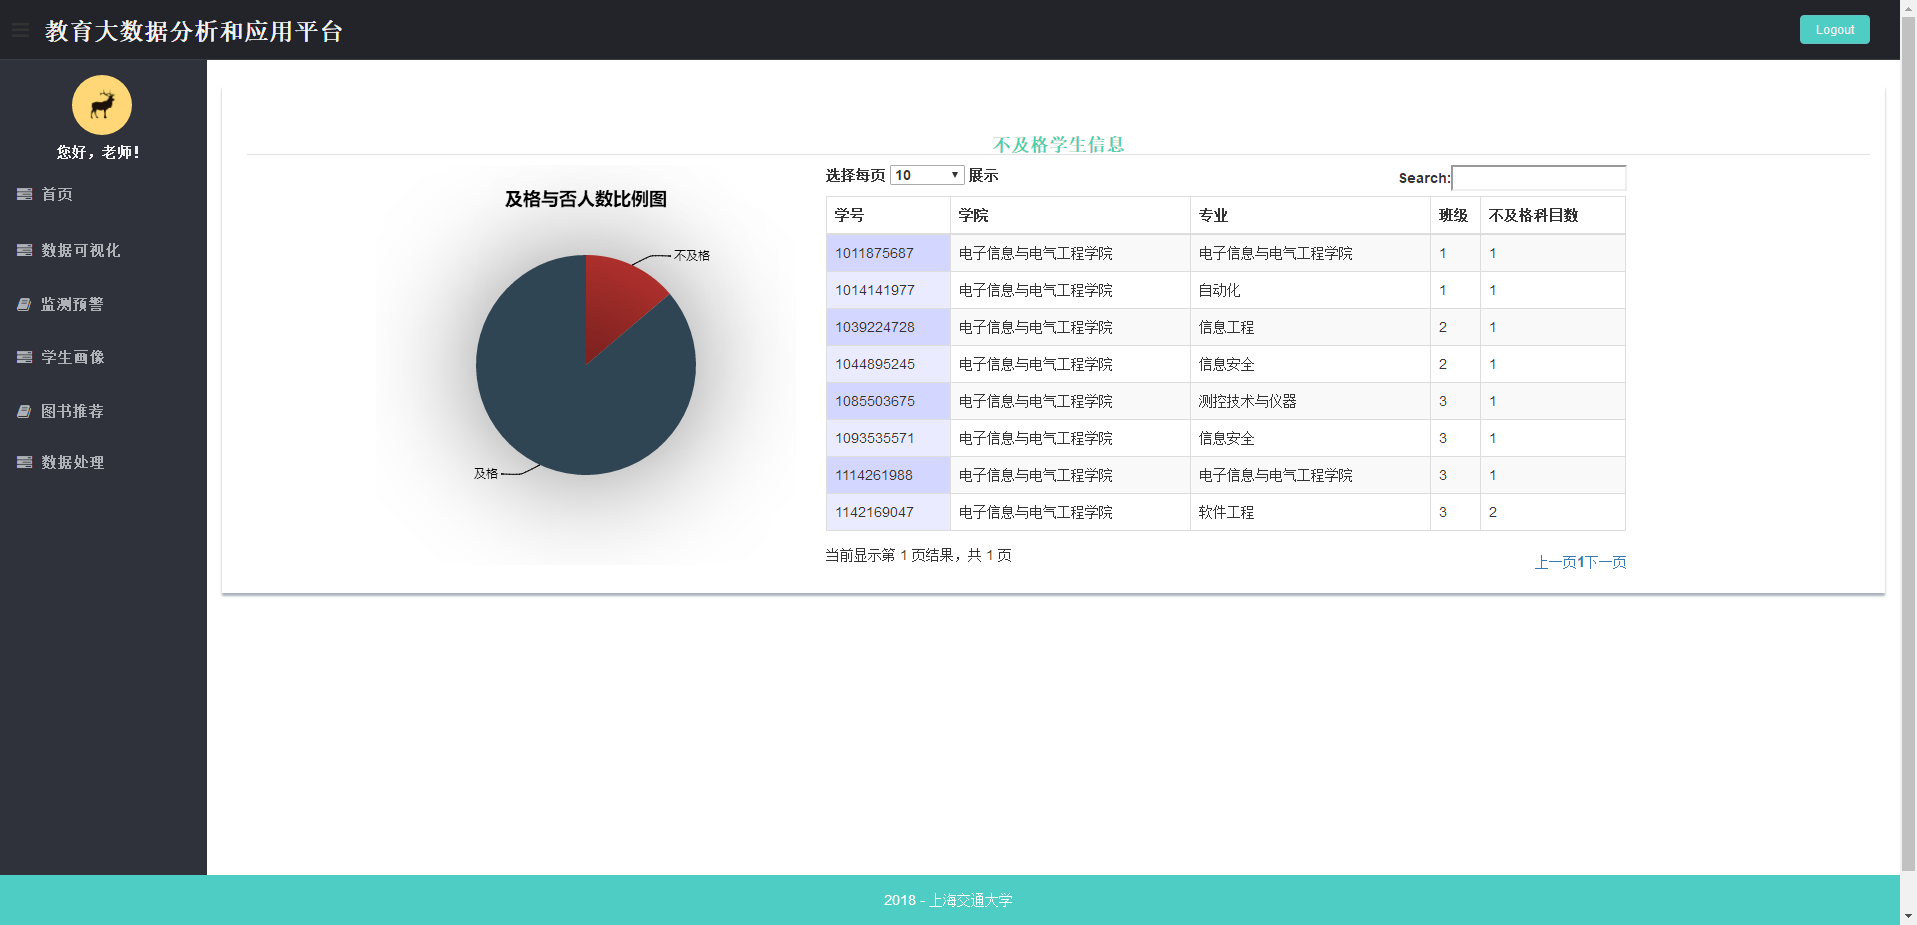 教育大数据分析和应用平台
Logout
您好，老师！
首页
数据可视化
监测预警
学生画像
图书推荐
数据处理
不及格学生信息
及格与否人数比例图
不及格
及格
选择每页 10 展示
Search:
学号 学院 专业 班级 不及格科目数
1011875687 电子信息与电气工程学院 电子信息与电气工程学院 1 1
1014141977 电子信息与电气工程学院 自动化 1 1
1039224728 电子信息与电气工程学院 信息工程 2 1
1044895245 电子信息与电气工程学院 信息安全 2 1
1085503675 电子信息与电气工程学院 测控技术与仪器 3 1
1093535571 电子信息与电气工程学院 信息安全 3 1
1114261988 电子信息与电气工程学院 电子信息与电气工程学院 3 1
1142169047 电子信息与电气工程学院 软件工程 3 2
当前显示第 1 页结果，共 1 页
上一页1下一页
2018 - 上海交通大学